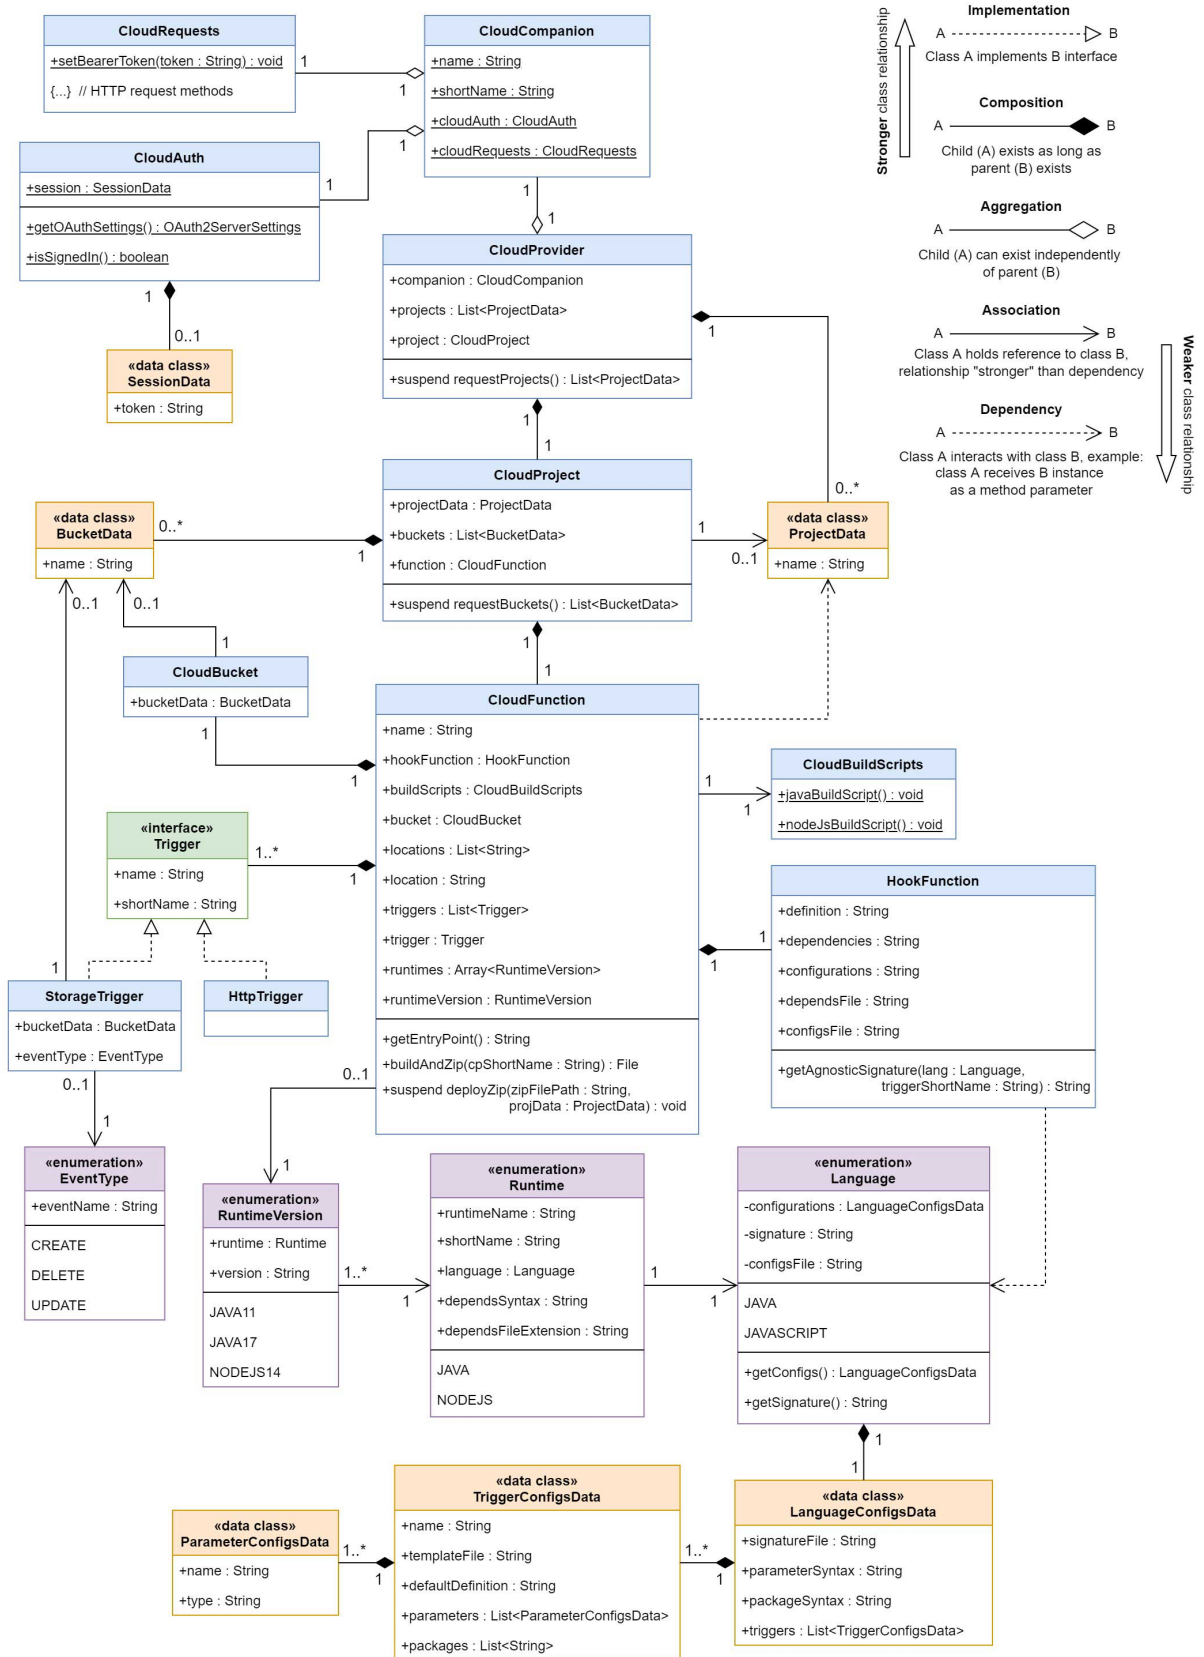 CloudRequests
+setBearerToken(token : String) : void
{...}  // HTTP request methods
1
1
CloudCompanion
+name : String
+shortName : String
+cloudAuth : CloudAuth
+cloudRequests : CloudRequests
CloudAuth
+session : SessionData
+getOAuthSettings() : OAuth2ServerSettings
+isSignedIn() : boolean
1
1
1
1
1
0..1
«data class»
SessionData
+token : String
CloudProvider
+companion : CloudCompanion
+projects : List<ProjectData>
+project : CloudProject
+suspend requestProjects() : List<ProjectData>
1
0..*
1
1
CloudProject
+projectData : ProjectData
+buckets : List<BucketData>
+function : CloudFunction
+suspend requestBuckets() : List<BucketData>
1
0..1
«data class»
ProjectData
+name : String
0..*
1
«data class»
BucketData
+name : String
0..1
0..1
1
CloudBucket
+bucketData : BucketData
1
1
1
1
CloudFunction
+name : String
+hookFunction : HookFunction
+buildScripts : CloudBuildScripts
+bucket : CloudBucket
+locations : List<String>
+location : String
+triggers : List<Trigger>
+trigger : Trigger
+runtimes : Array<RuntimeVersion>
+runtimeVersion : RuntimeVersion
+getEntryPoint() : String
+buildAndZip(cpShortName : String) : File
+suspend deployZip(zipFilePath : String,
projData : ProjectData) : void
1
1
CloudBuildScripts
+javaBuildScript() : void
+nodeJsBuildScript() : void
«interface»
Trigger
+name : String
+shortName : String
1..*
1
1
StorageTrigger
+bucketData : BucketData
+eventType : EventType
HttpTrigger
1
1
HookFunction
+definition : String
+dependencies : String
+configurations : String
+dependsFile : String
+configsFile : String
+getAgnosticSignature(lang : Language,
triggerShortName : String) : String
0..1
1
«enumeration»
EventType
+eventName : String
CREATE
DELETE
UPDATE
0..1
1
«enumeration»
RuntimeVersion
+runtime : Runtime
+version : String
JAVA11
JAVA17
NODEJS14
1..*
1
«enumeration»
Runtime
+runtimeName : String
+shortName : String
+language : Language
+dependsSyntax : String
+dependsFileExtension : String
JAVA
NODEJS
1
1
«enumeration»
Language
-configurations : LanguageConfigsData
-signature : String
-configsFile : String
JAVA
JAVASCRIPT
+getConfigs() : LanguageConfigsData
+getSignature() : String
1
1
«data class»
LanguageConfigsData
+signatureFile : String
+parameterSyntax : String
+packageSyntax : String
+triggers : List<TriggerConfigsData>
1..*
1
«data class»
TriggerConfigsData
+name : String
+templateFile : String
+defaultDefinition : String
+parameters : List<ParameterConfigsData>
+packages : List<String>
1..*
1
«data class»
ParameterConfigsData
+name : String
+type : String
Stronger class relationship
Implementation
A
B
Class A implements B interface
Composition
A
B
Child (A) exists as long as
parent (B) exists
Aggregation
A
B
Child (A) can exist independently
of parent (B)
Association
A
B
Class A holds reference to class B,
relationship "stronger" than dependency
Dependency
A
B
Class A interacts with class B, example:
class A receives B instance
as a method parameter
Weaker class relationship